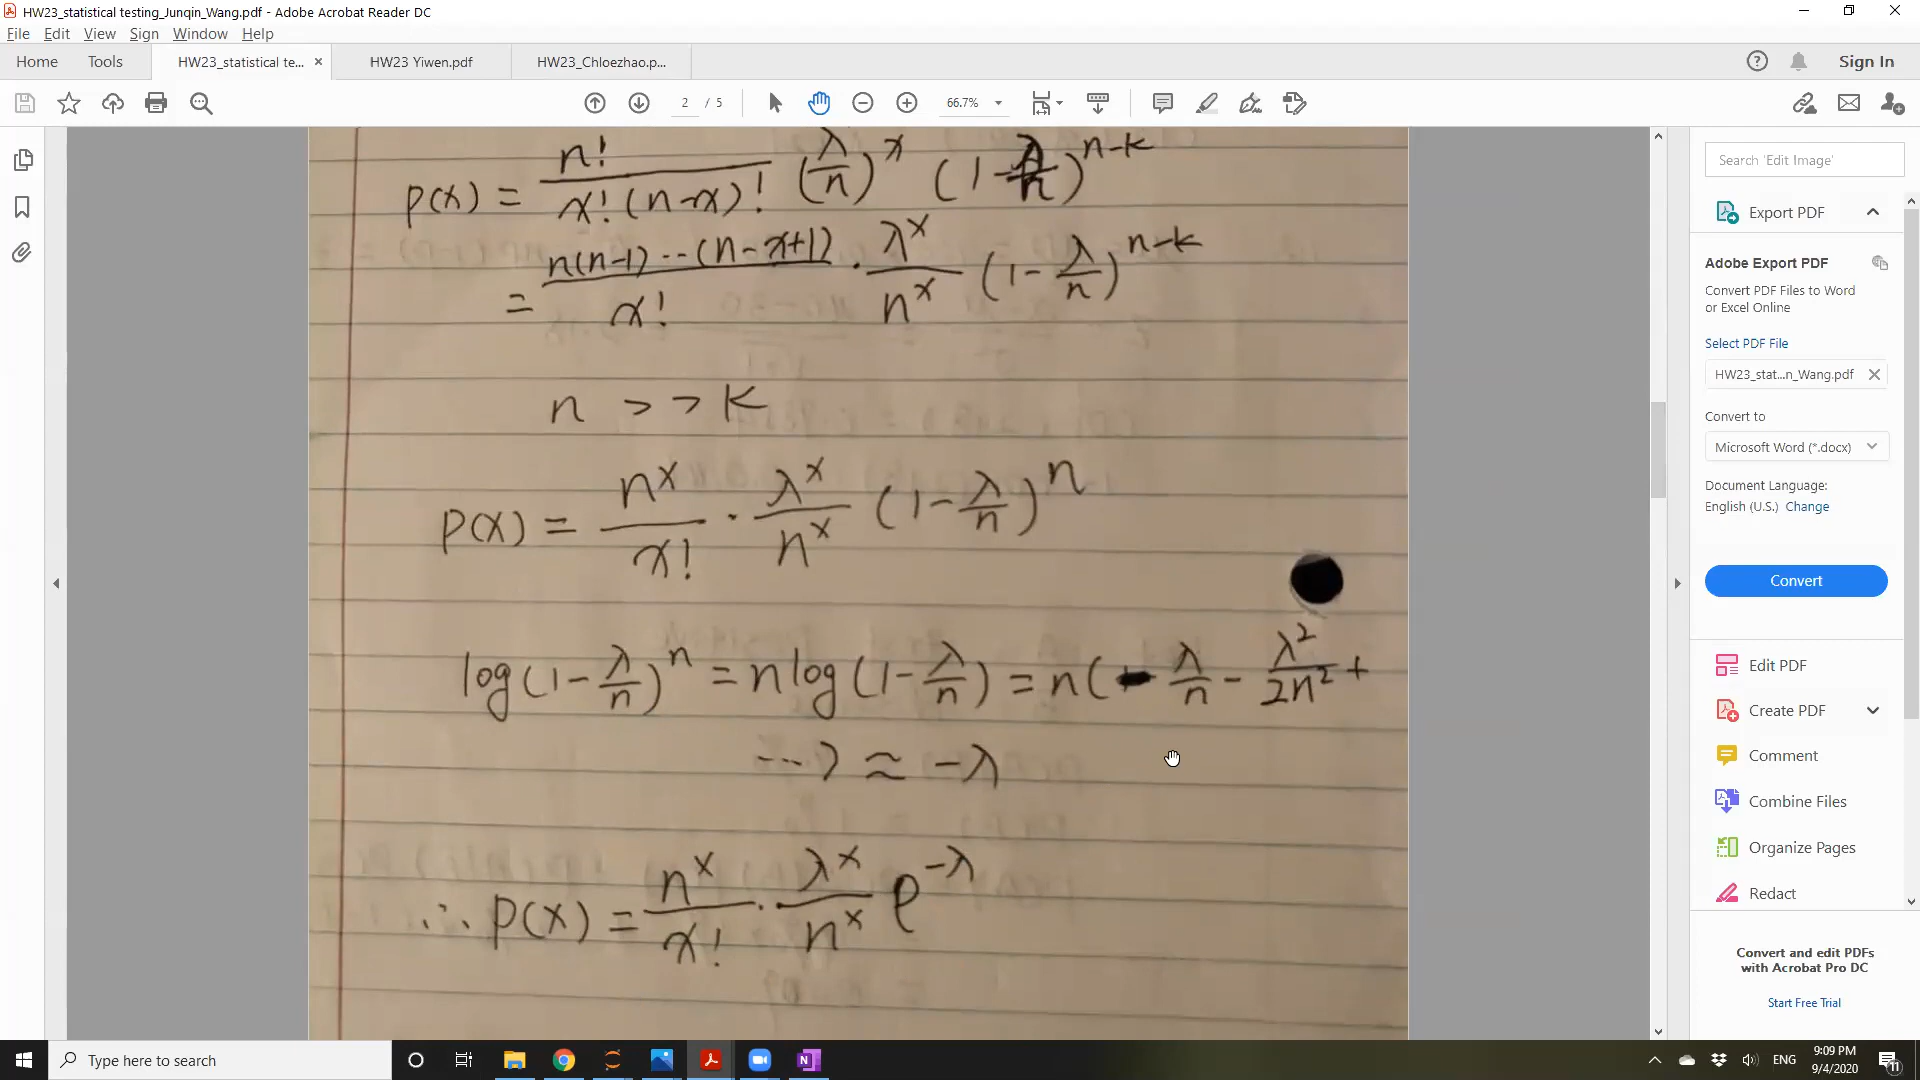 HW23_statistical testing_Junqin_Wang.pdf - Adobe Acrobat Reader DC
File Edit View Sign Window Help
Home Tools HW23_statistical te... × HW23 Yiwen.pdf HW23_Chloezhao.p... Sign In
2 / 5 66.7%
p(x) = n! / x!(n-x)! (λ/n)^x (1-λ/n)^(n-k)
= n(n-1)--(n-x+1) / x! · λ^x / n^x (1-λ/n)^(n-k)
n >> k
p(x) = n^x / x! · λ^x / n^x (1-λ/n)^n
log(1-λ/n)^n = n log(1-λ/n) = n(-λ/n - λ²/2n² +
---) ≈ -λ
∴ p(x) = n^x / x! · λ^x / n^x e^(-λ)
Search 'Edit Image'
Export PDF
Adobe Export PDF
Convert PDF Files to Word
or Excel Online
Select PDF File
HW23_stat...n_Wang.pdf
Convert to
Microsoft Word (*.docx)
Document Language:
English (U.S.) Change
Convert
Edit PDF
Create PDF
Comment
Combine Files
Organize Pages
Redact
Convert and edit PDFs
with Acrobat Pro DC
Start Free Trial
Type here to search
ENG
9:09 PM
9/4/2020
11